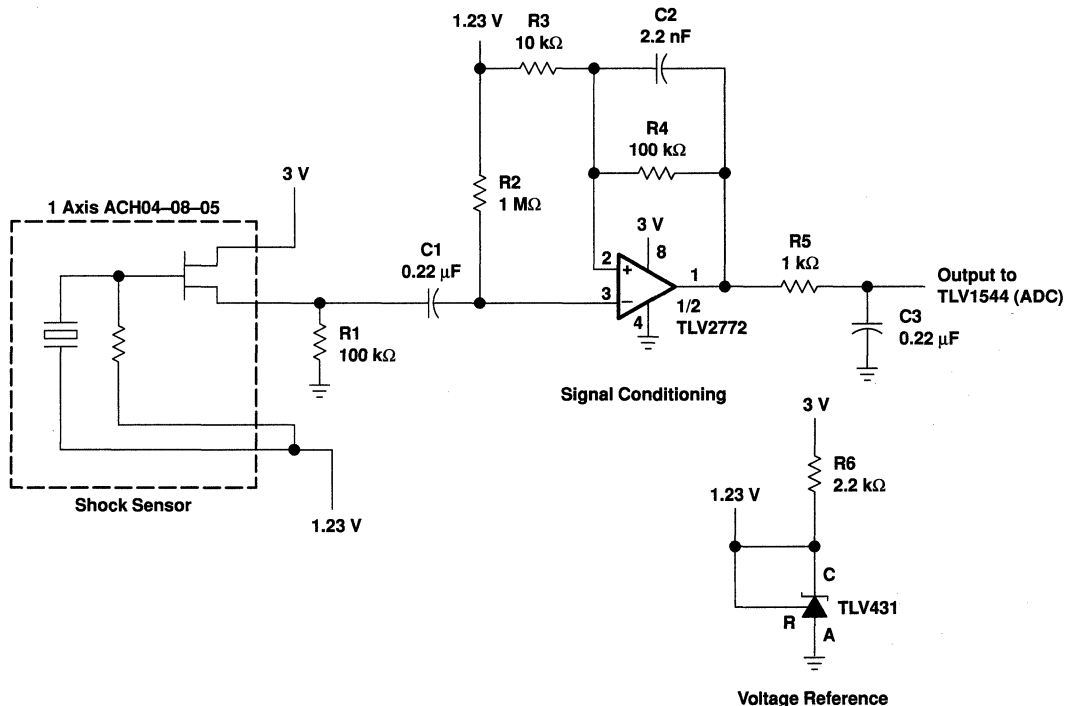 1.23 V
R3
10 kΩ
C2
2.2 nF
R4
100 kΩ
3 V
1 Axis ACH04–08–05
R2
1 MΩ
C1
0.22 μF
3 V
2
+
8
3
–
4
1
1/2
TLV2772
R5
1 kΩ
Output to
TLV1544 (ADC)
C3
0.22 μF
R1
100 kΩ
Signal Conditioning
Shock Sensor
1.23 V
3 V
R6
2.2 kΩ
1.23 V
C
TLV431
R
A
Voltage Reference